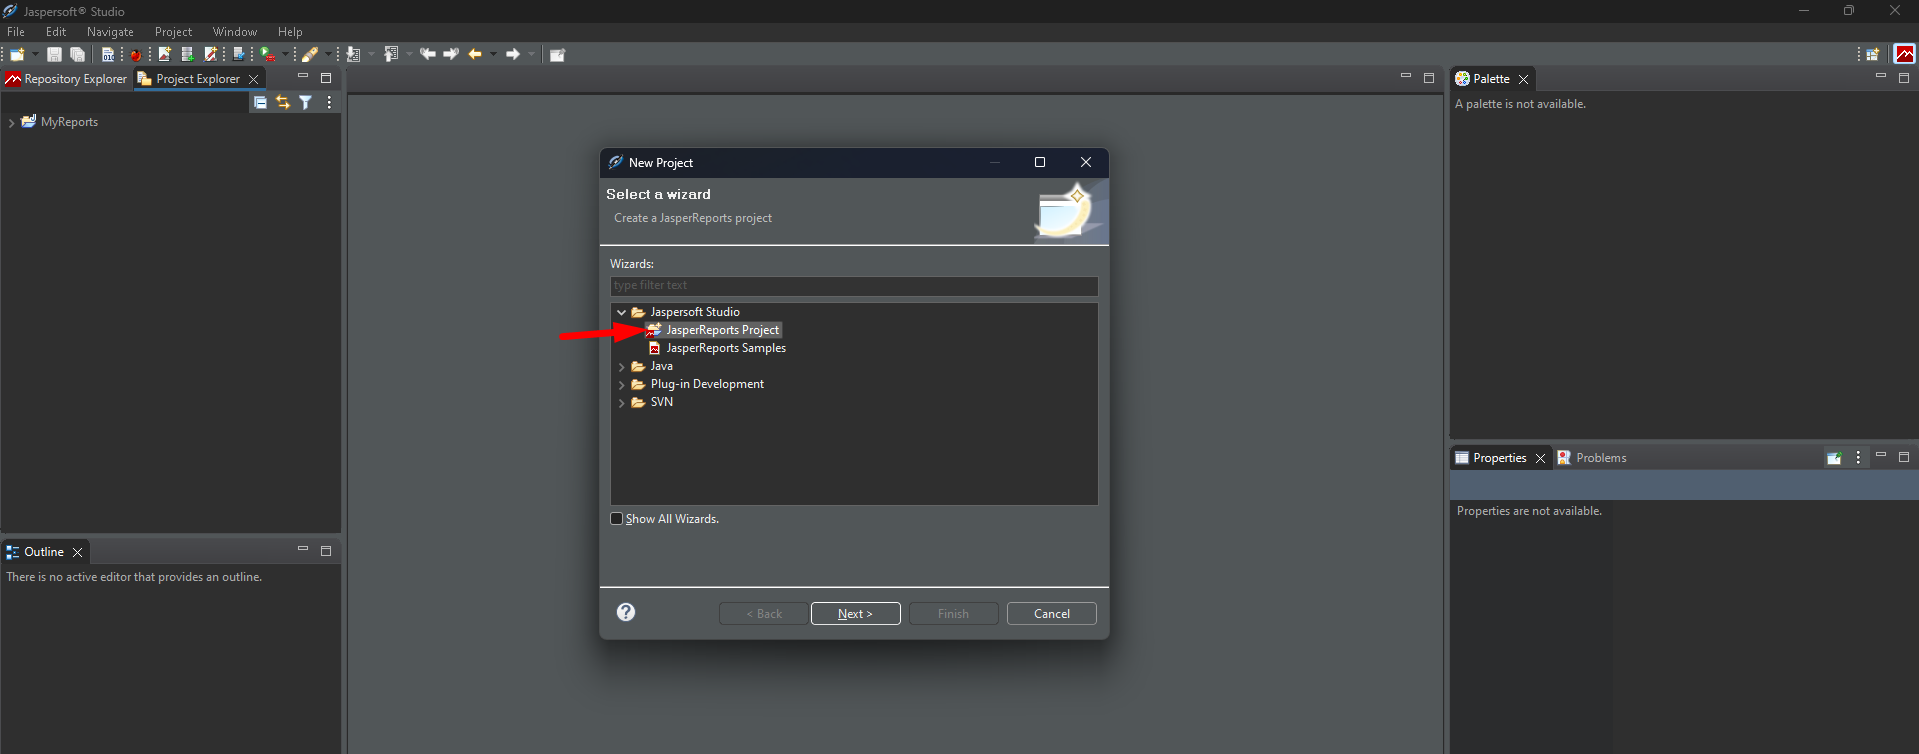 Jaspersoft® Studio
File Edit Navigate Project Window Help
Repository Explorer
Project Explorer
MyReports
Outline
There is no active editor that provides an outline.
New Project
Select a wizard
Create a JasperReports project
Wizards:
type filter text
Jaspersoft Studio
JasperReports Project
JasperReports Samples
Java
Plug-in Development
SVN
Show All Wizards.
?
< Back
Next >
Finish
Cancel
Palette
A palette is not available.
Properties
Problems
Properties are not available.